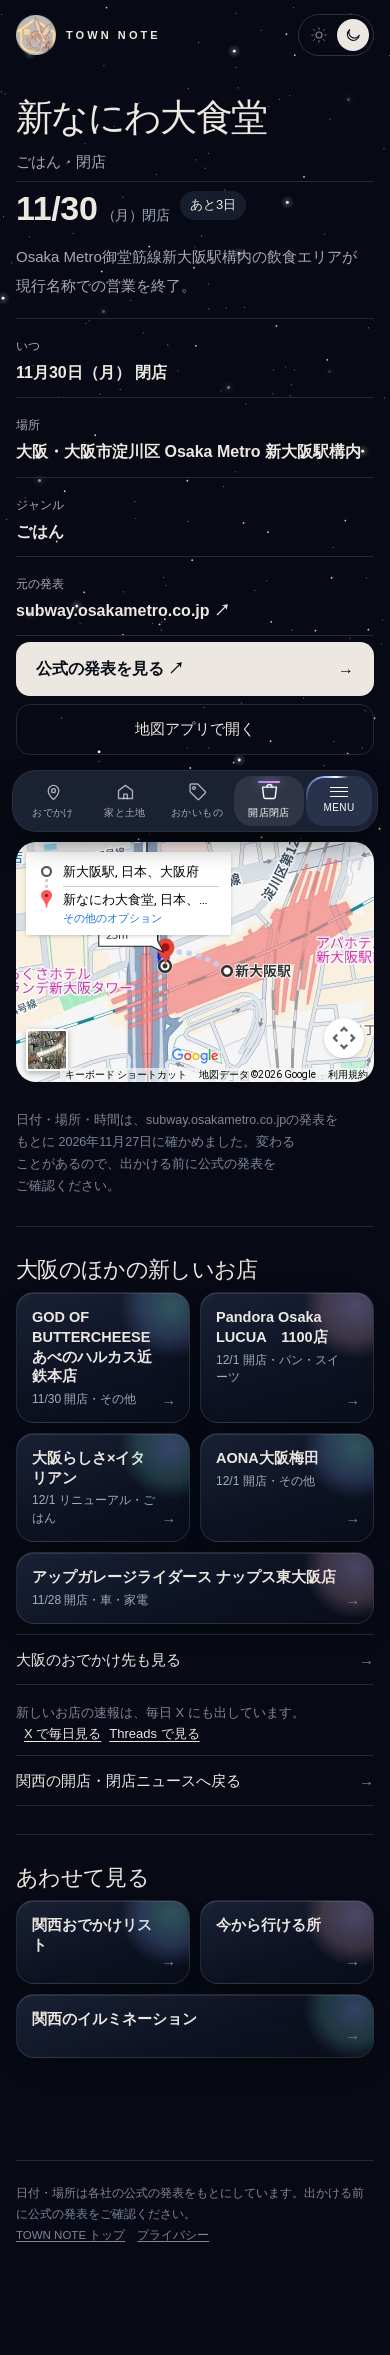 TOWN NOTE
新なにわ大食堂
ごはん・閉店
11/30 （月）閉店 あと3日
Osaka Metro御堂筋線新大阪駅構内の飲食エリアが
現行名称での営業を終了。
いつ
11月30日（月） 閉店
場所
大阪・大阪市淀川区 Osaka Metro 新大阪駅構内
ジャンル
ごはん
元の発表
subway.osakametro.co.jp ↗
公式の発表を見る ↗ →
地図アプリで開く
おでかけ 家と土地 おかいもの 開店閉店 MENU
新大阪駅, 日本、大阪府
新なにわ大食堂, 日本、...
その他のオプション
淀川区第12
アパホテル
新大阪駅
新大阪駅
ランデ新大阪タワー
Google
キーボード ショートカット 地図データ ©2026 Google 利用規約
日付・場所・時間は、subway.osakametro.co.jpの発表を
もとに 2026年11月27日に確かめました。変わる
ことがあるので、出かける前に公式の発表を
ご確認ください。
大阪のほかの新しいお店
GOD OF
BUTTERCHEESE
あべのハルカス近
鉄本店
11/30 開店・その他 →
Pandora Osaka
LUCUA　1100店
12/1 開店・パン・スイ
ーツ
→
大阪らしさ×イタ
リアン
12/1 リニューアル・ご
はん →
AONA大阪梅田
12/1 開店・その他
→
アップガレージライダース ナップス東大阪店
11/28 開店・車・家電 →
大阪のおでかけ先も見る →
新しいお店の速報は、毎日 X にも出しています。
X で毎日見る Threads で見る
関西の開店・閉店ニュースへ戻る →
あわせて見る
関西おでかけリス
ト
→
今から行ける所
→
関西のイルミネーション
→
日付・場所は各社の公式の発表をもとにしています。出かける前
に公式の発表をご確認ください。
TOWN NOTE トップ プライバシー